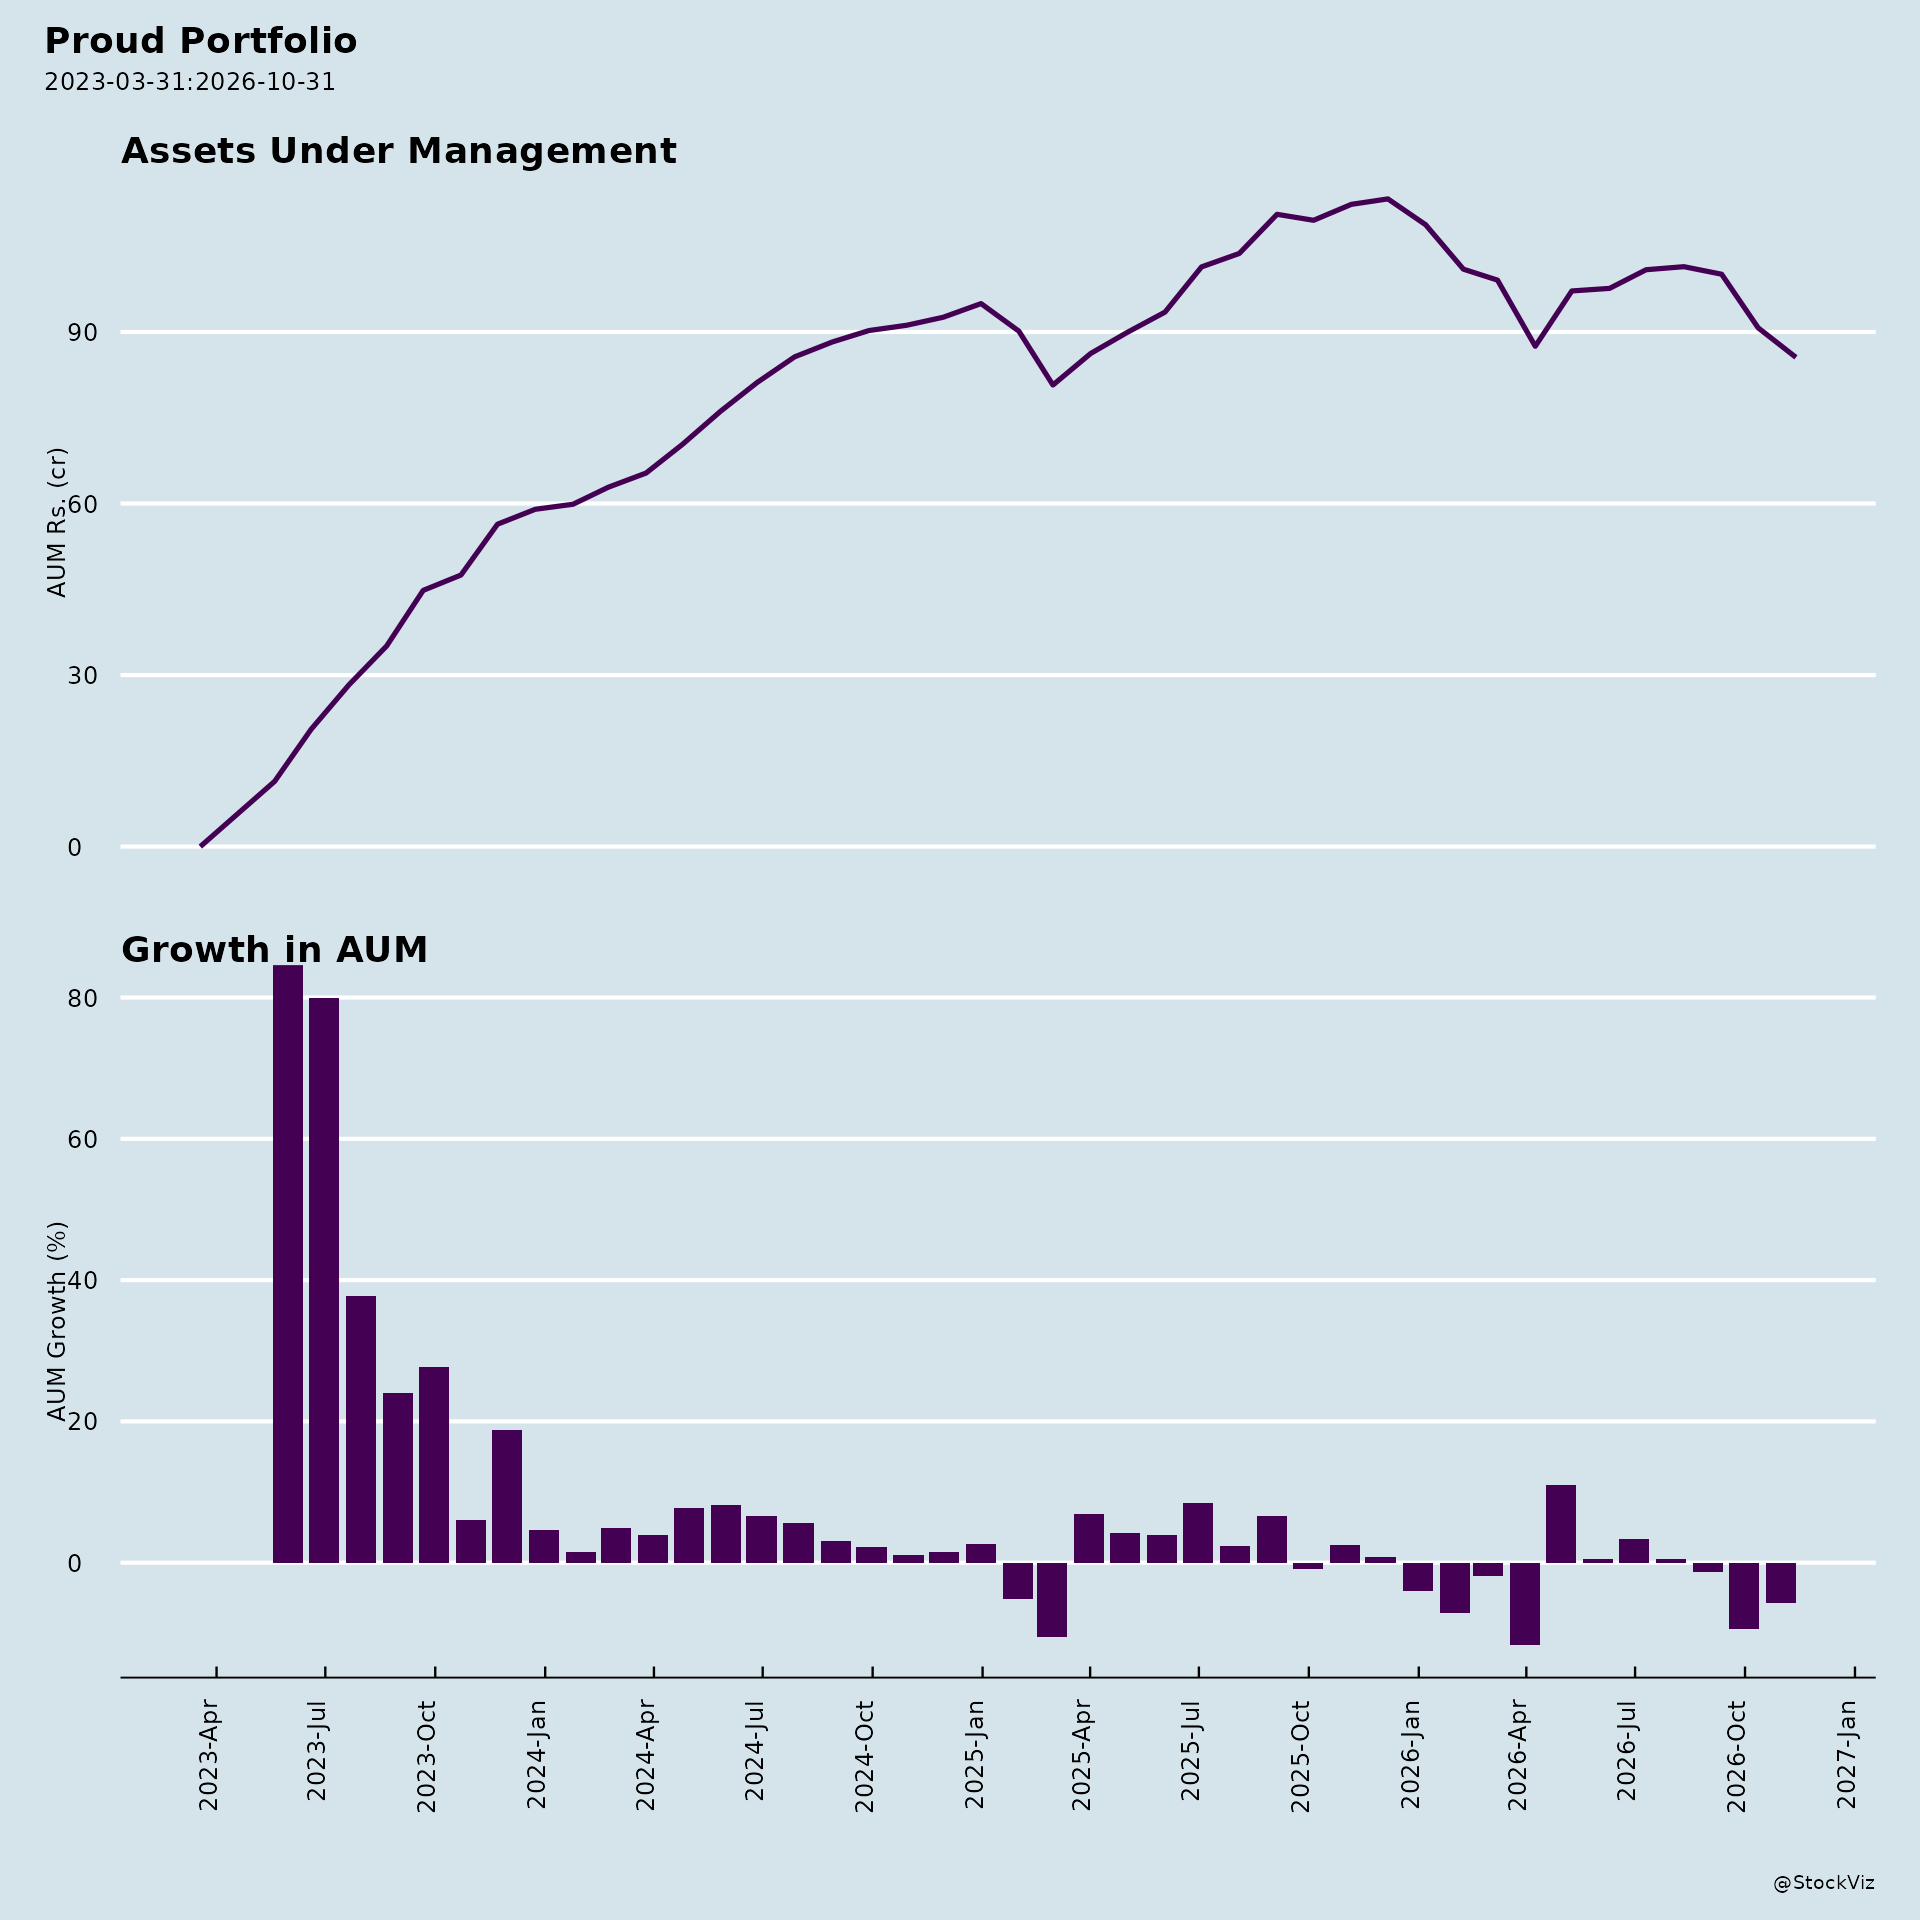 Proud Portfolio
2023-03-31:2026-10-31
Assets Under Management
AUM Rs. (cr)
90
60
30
0
Growth in AUM
AUM Growth (%)
80
60
40
20
0
2023-Apr
2023-Jul
2023-Oct
2024-Jan
2024-Apr
2024-Jul
2024-Oct
2025-Jan
2025-Apr
2025-Jul
2025-Oct
2026-Jan
2026-Apr
2026-Jul
2026-Oct
2027-Jan
@StockViz